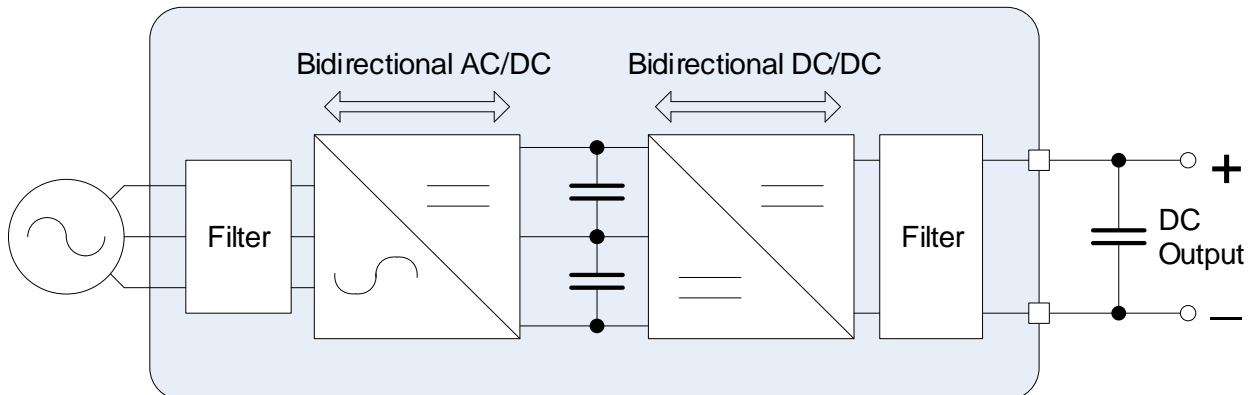 Bidirectional AC/DC
Bidirectional DC/DC
Filter
Filter
+
DC
Output
–